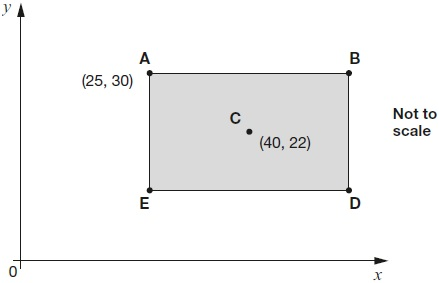 y
A
B
(25, 30)
C
Not to
scale
(40, 22)
E
D
0
x